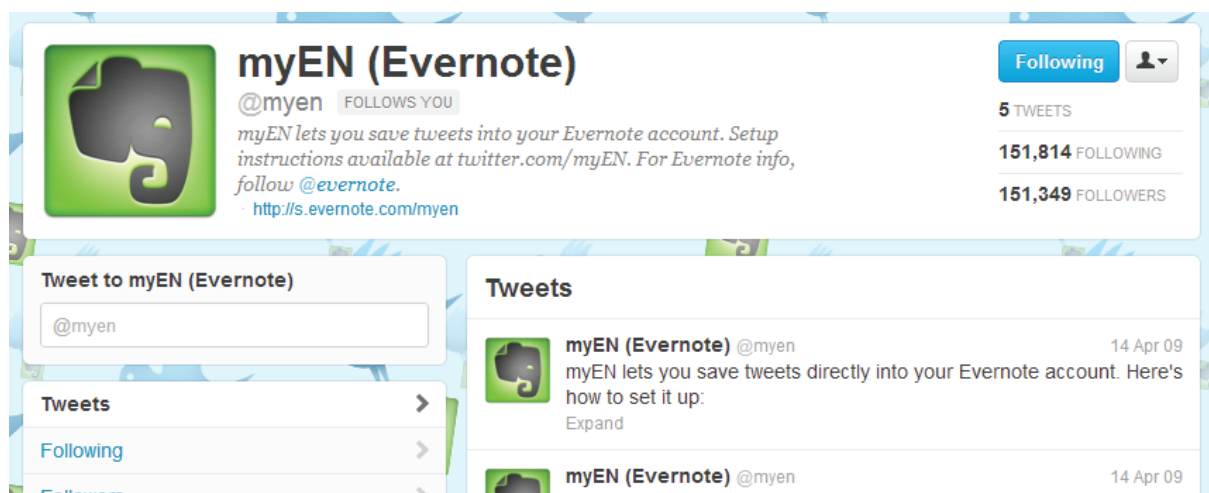 myEN (Evernote)
@myen FOLLOWS YOU
myEN lets you save tweets into your Evernote account. Setup
instructions available at twitter.com/myEN. For Evernote info,
follow @evernote.
http://s.evernote.com/myen
Following
5 TWEETS
151,814 FOLLOWING
151,349 FOLLOWERS
Tweet to myEN (Evernote)
@myen
Tweets
Following
Tweets
myEN (Evernote) @myen 14 Apr 09
myEN lets you save tweets directly into your Evernote account. Here's
how to set it up:
Expand
myEN (Evernote) @myen 14 Apr 09